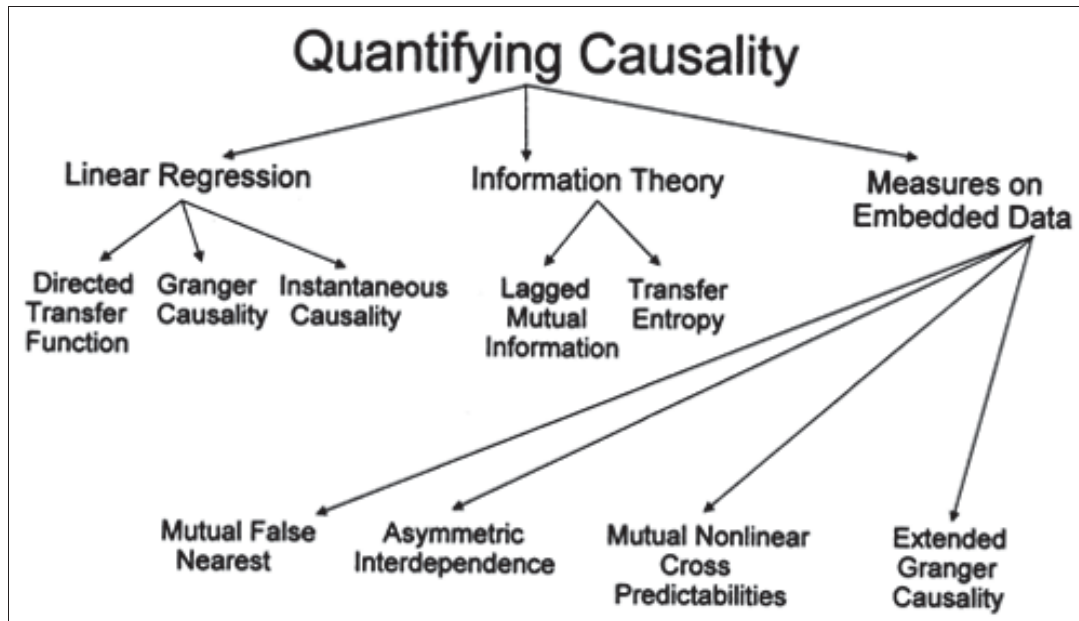 Quantifying Causality
Linear Regression
Information Theory
Measures on
Embedded Data
Directed
Transfer
Function
Granger
Causality
Instantaneous
Causality
Lagged
Mutual
Information
Transfer
Entropy
Mutual False
Nearest
Asymmetric
Interdependence
Mutual Nonlinear
Cross
Predictabilities
Extended
Granger
Causality